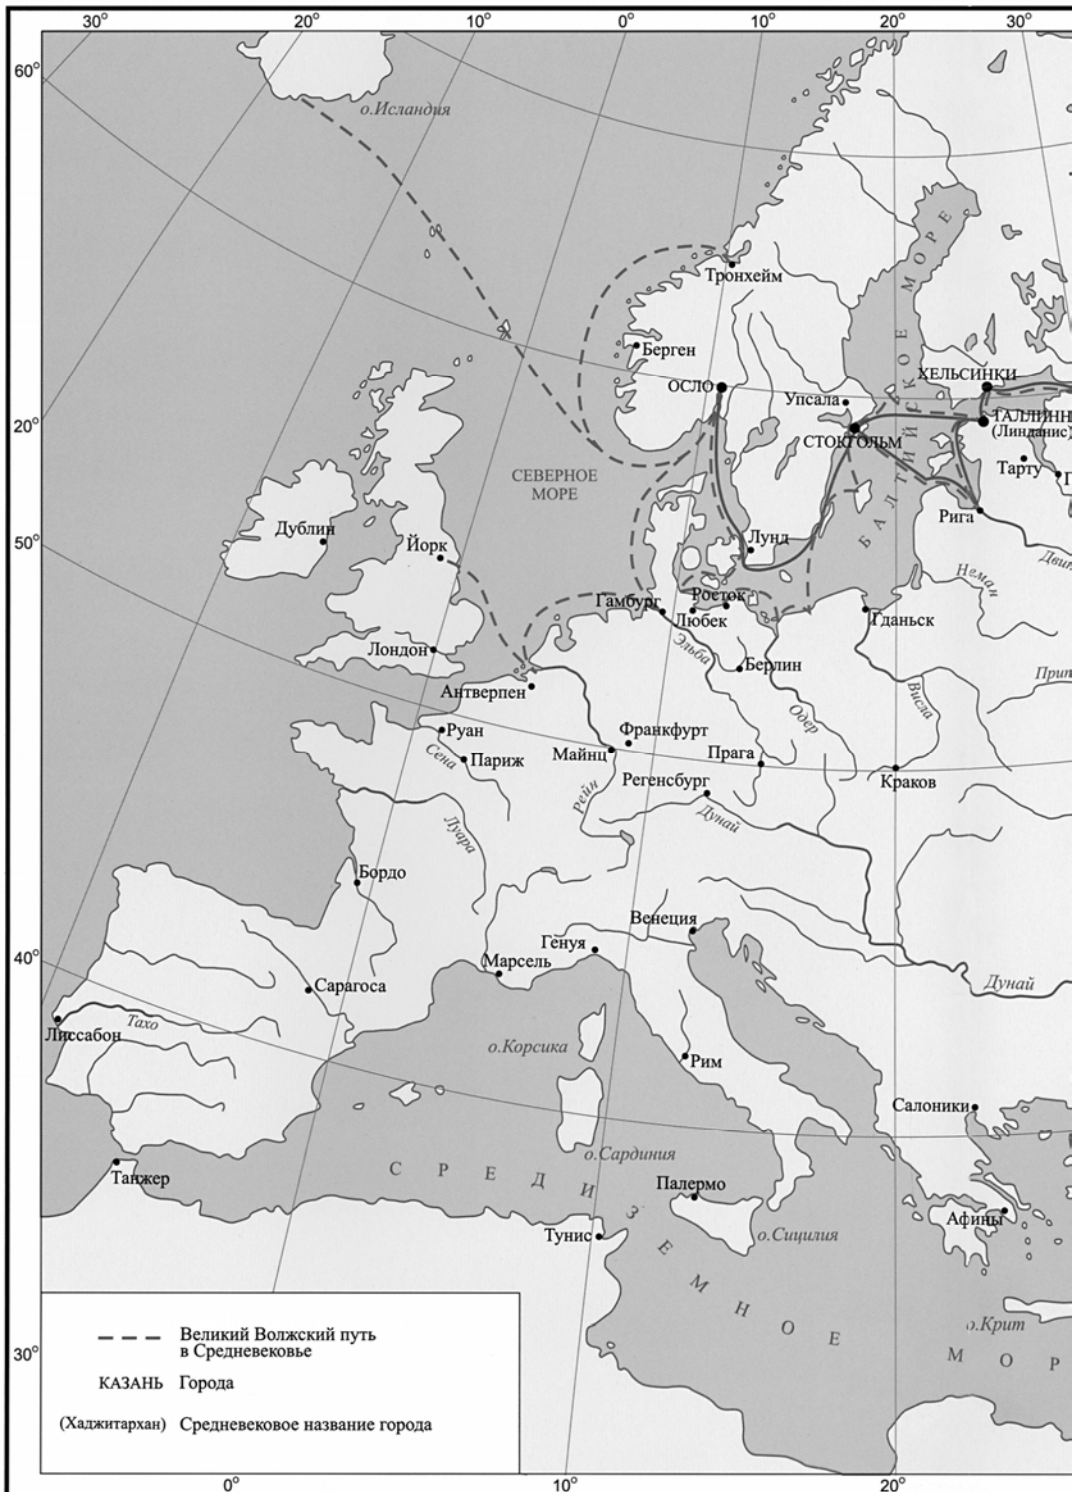 30° 20° 10° 0° 10° 20° 30°
60°
о.Исландия
БАЛТИЙСКОЕ МОРЕ
Тронхейм
Берген
ОСЛО
ХЕЛЬСИНКИ
Упсала
20°
ТАЛЛИНН
(Линданис)
СТОКГОЛЬМ
СЕВЕРНОЕ
МОРЕ
Тарту
Рига
Дублин
Йорк
Лунд
50°
Неман
Росток
Гамбург
Любек
Гданьск
Эльба
Лондон
Берлин
Антверпен
Висла
Одер
Руан
Франкфурт
Сена
Париж
Майнц
Прага
Регенсбург
Краков
Рейн
Дунай
Луара
Бордо
Венеция
Генуя
Марсель
40°
Сарагоса
Дунай
Тахо
Лиссабон
о.Корсика
Рим
Салоники
о.Сардиния
СРЕДИЗЕМНОЕ МОР
Танжер
Палермо
Афины
Тунис
о.Сицилия
о.Крит
30°
Великий Волжский путь
в Средневековье
КАЗАНЬ Города
(Хаджитархан) Средневековое название города
0° 10° 20°